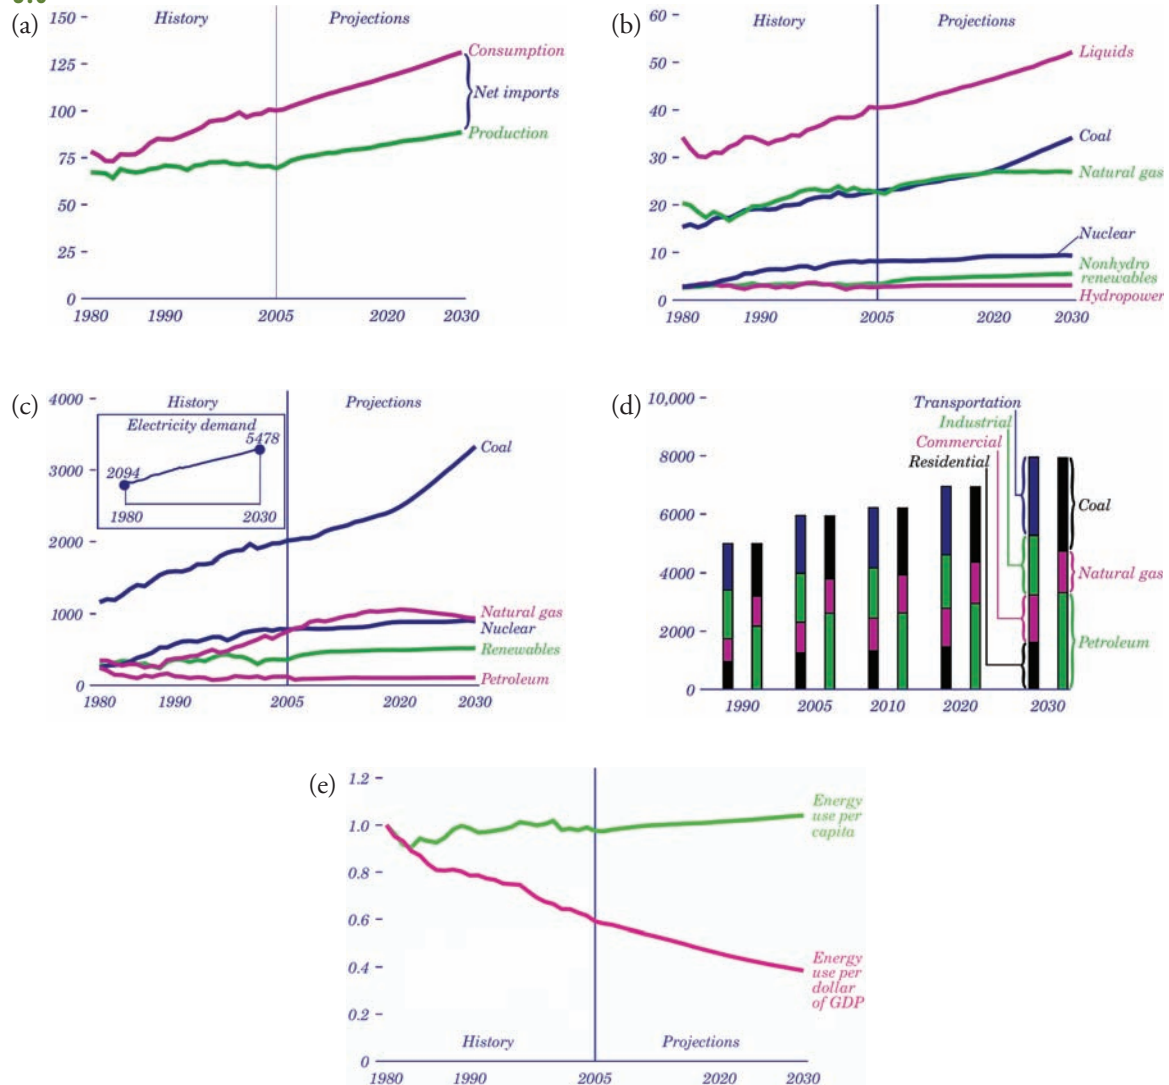 (a)
150
125
100
75
50
25
0
History
Projections
Consumption
Net imports
Production
1980
1990
2005
2020
2030
(b)
60
50
40
30
20
10
0
History
Projections
Liquids
Coal
Natural gas
Nuclear
Nonhydro
renewables
Hydropower
1980
1990
2005
2020
2030
(c)
4000
3000
2000
1000
0
History
Projections
Electricity demand
5478
2094
1980
2030
Coal
Natural gas
Nuclear
Renewables
Petroleum
1980
1990
2005
2020
2030
(d)
10,000
8000
6000
4000
2000
0
Transportation
Industrial
Commercial
Residential
Coal
Natural gas
Petroleum
1990
2005
2010
2020
2030
(e)
1.2
1.0
0.8
0.6
0.4
0.2
0
Energy
use per
capita
Energy
use per
dollar
of GDP
History
Projections
1980
1990
2005
2020
2030